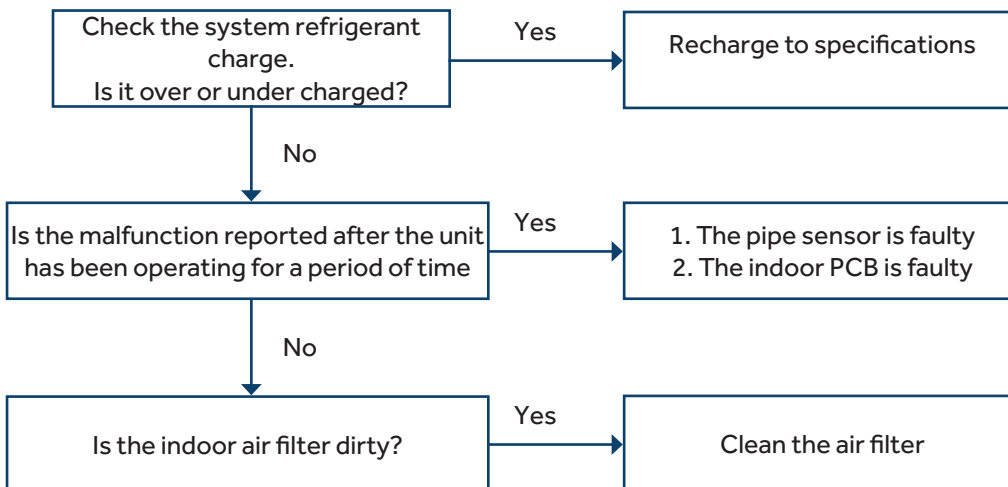 Check the system refrigerant
charge.
Is it over or under charged?
Yes
Recharge to specifications
No
Is the malfunction reported after the unit
has been operating for a period of time
Yes
1. The pipe sensor is faulty
2. The indoor PCB is faulty
No
Is the indoor air filter dirty?
Yes
Clean the air filter